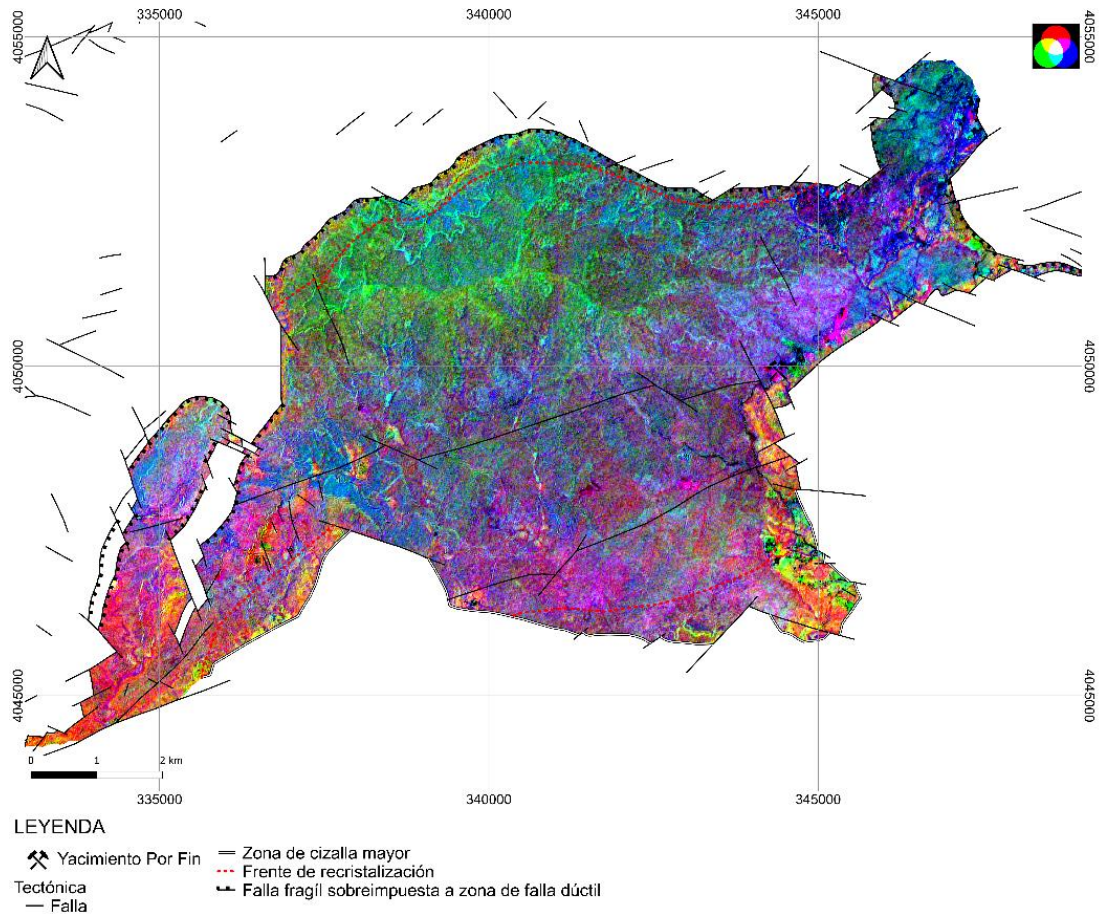 335000 340000 345000
4055000 4055000
4050000 4050000
4045000 4045000
0 1 2 km
335000 340000 345000
LEYENDA
Yacimiento Por Fin
Tectónica
Falla
Zona de cizalla mayor
Frente de recristalización
Falla fragíl sobreimpuesta a zona de falla dúctil